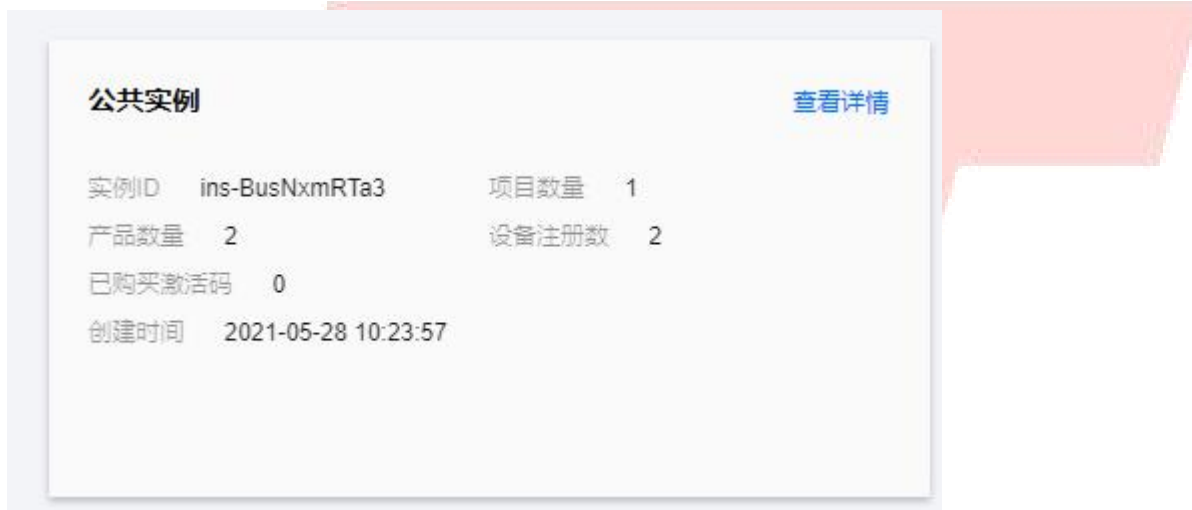 公共实例 查看详情
实例ID ins-BusNxmRTa3 项目数量 1
产品数量 2 设备注册数 2
已购买激活码 0
创建时间 2021-05-28 10:23:57